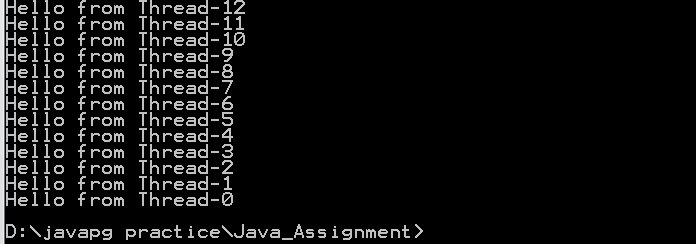 Hello from Thread-12
Hello from Thread-11
Hello from Thread-10
Hello from Thread-9
Hello from Thread-8
Hello from Thread-7
Hello from Thread-6
Hello from Thread-5
Hello from Thread-4
Hello from Thread-3
Hello from Thread-2
Hello from Thread-1
Hello from Thread-0
D:\javapg practice\Java_Assignment>